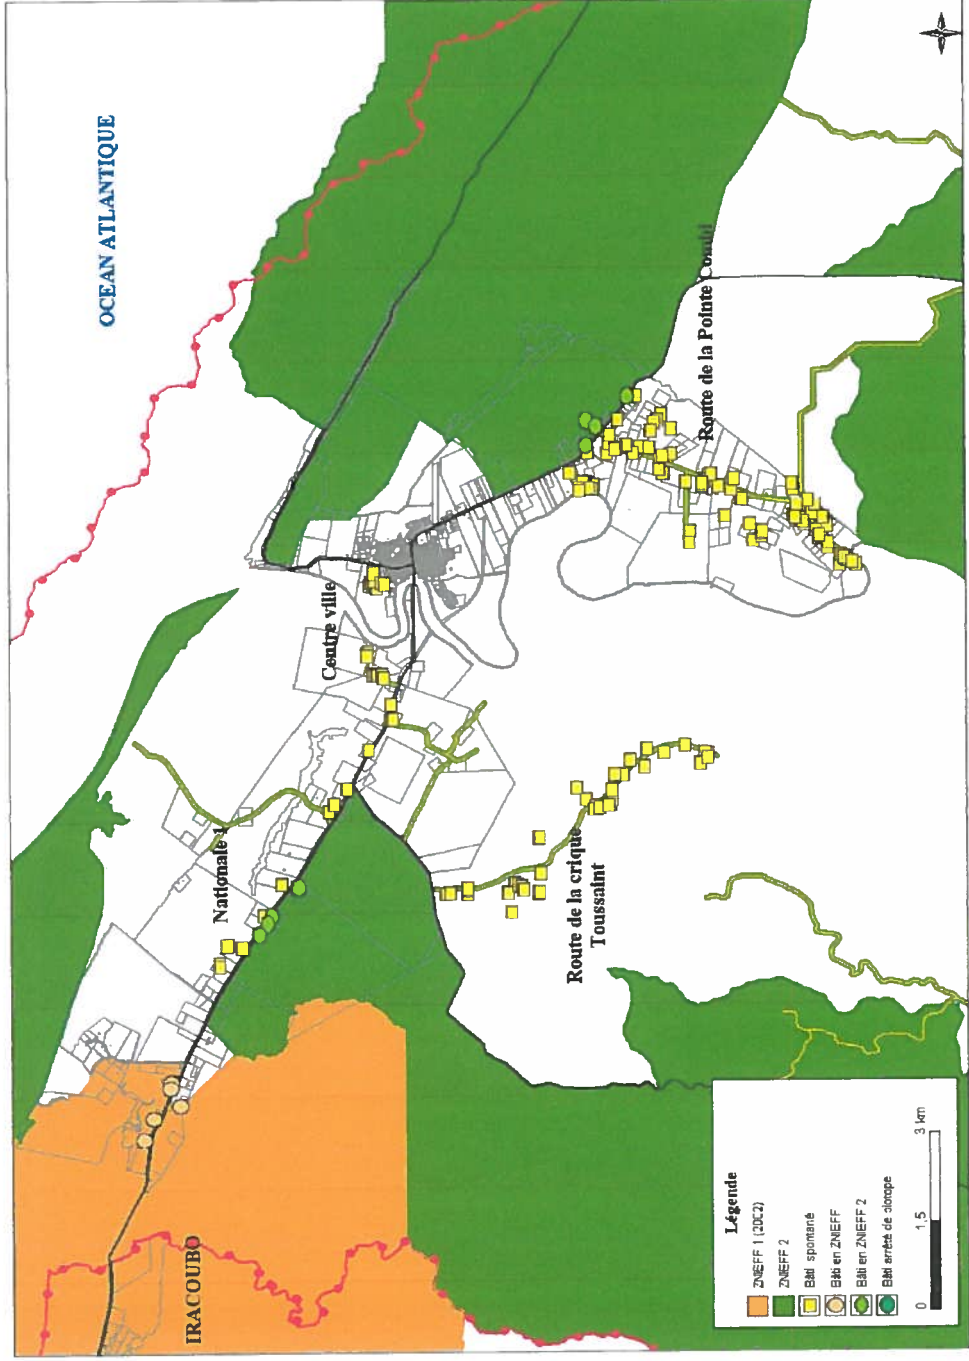 OCEAN ATLANTIQUE
Centre ville
Nationale 1
Route de la Pointe Combi
Route de la crique
Toussaint
IRACOUBO
Légende
ZNIEFF 1 (2002)
ZNIEFF 2
Bâti spontané
Bâti en ZNIEFF
Bâti en ZNIEFF 2
Bâti arrêté de biotope
0
1,5
3 km